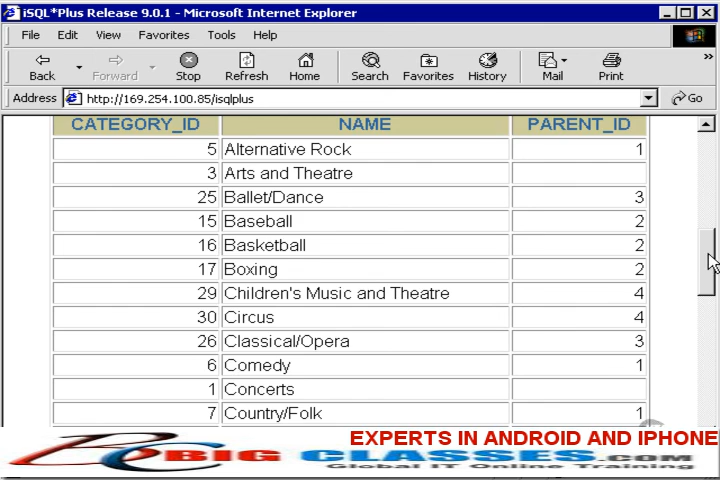 iSQL*Plus Release 9.0.1 - Microsoft Internet Explorer
File Edit View Favorites Tools Help
Back Forward Stop Refresh Home Search Favorites History Mail Print
Address http://169.254.100.85/isqlplus Go
CATEGORY_ID NAME PARENT_ID
5 Alternative Rock 1
3 Arts and Theatre
25 Ballet/Dance 3
15 Baseball 2
16 Basketball 2
17 Boxing 2
29 Children's Music and Theatre 4
30 Circus 4
26 Classical/Opera 3
6 Comedy 1
1 Concerts
7 Country/Folk 1
EXPERTS IN ANDROID AND IPHONE
BIG CLASSES.COM
Global IT Online Training